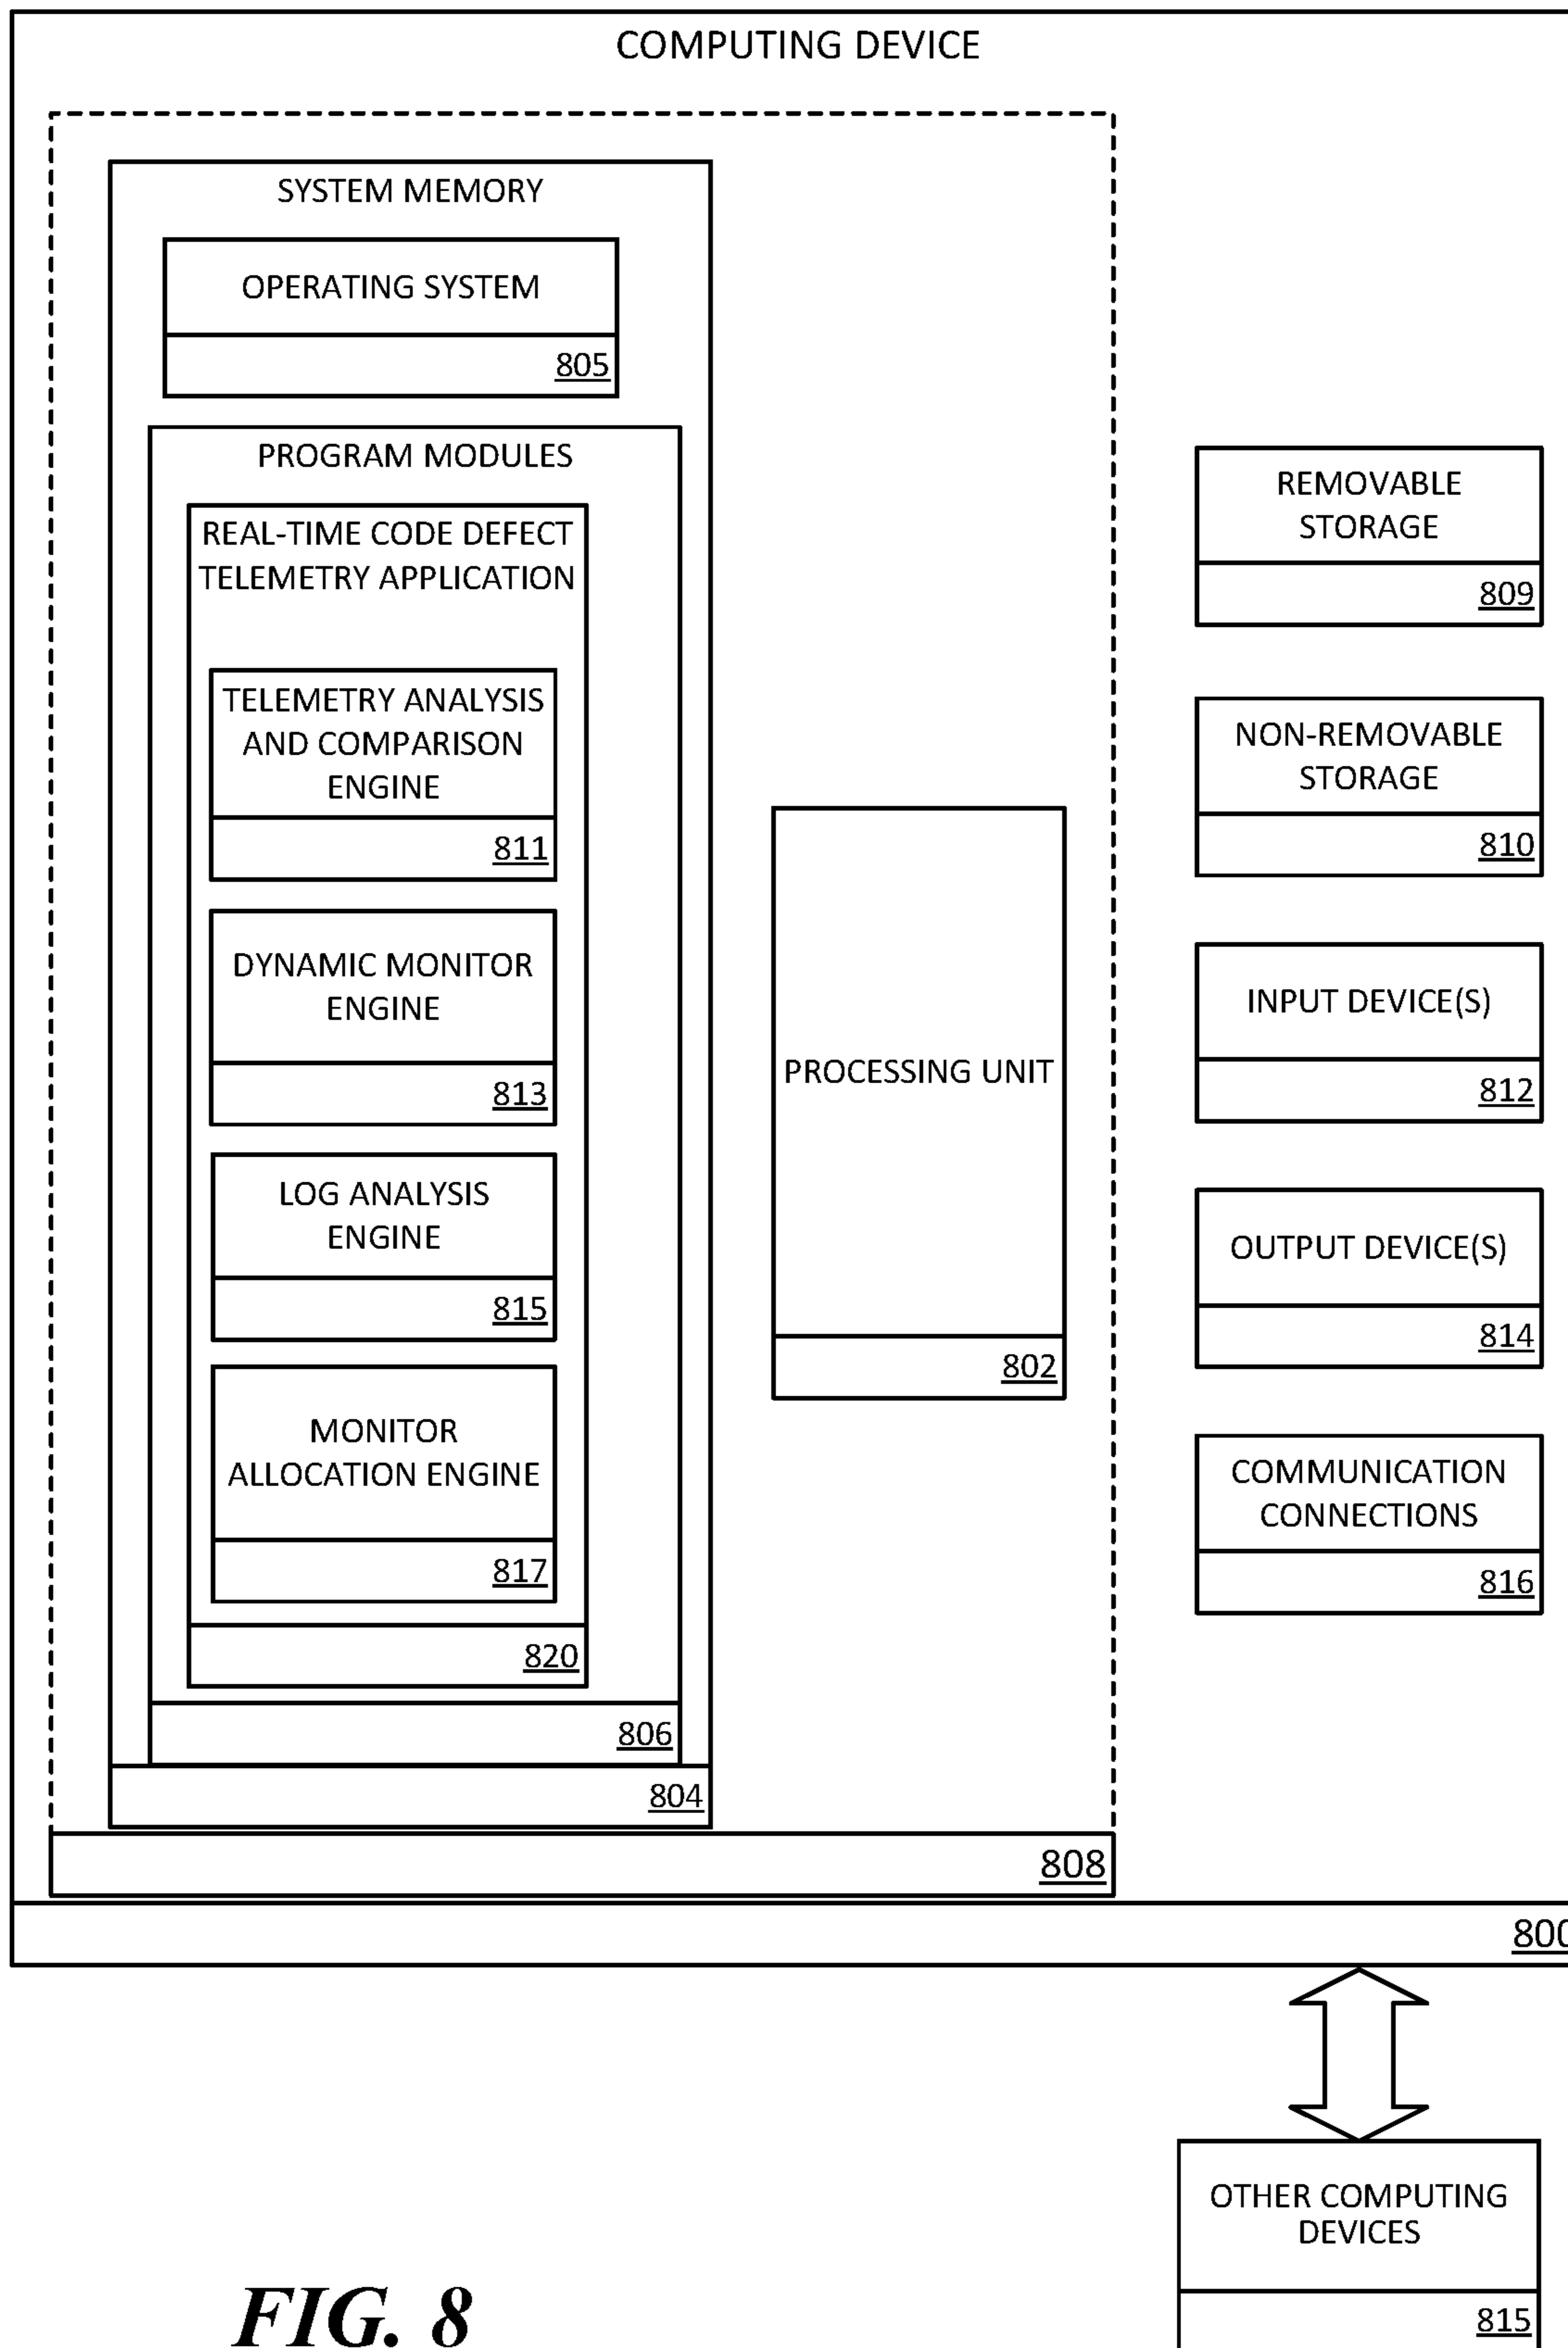 COMPUTING DEVICE
SYSTEM MEMORY
OPERATING SYSTEM
805
PROGRAM MODULES
REAL-TIME CODE DEFECT
TELEMETRY APPLICATION
TELEMETRY ANALYSIS
AND COMPARISON
ENGINE
811
DYNAMIC MONITOR
ENGINE
813
LOG ANALYSIS
ENGINE
815
MONITOR
ALLOCATION ENGINE
817
820
806
804
PROCESSING UNIT
802
808
REMOVABLE
STORAGE
809
NON-REMOVABLE
STORAGE
810
INPUT DEVICE(S)
812
OUTPUT DEVICE(S)
814
COMMUNICATION
CONNECTIONS
816
800
OTHER COMPUTING
DEVICES
815
FIG. 8